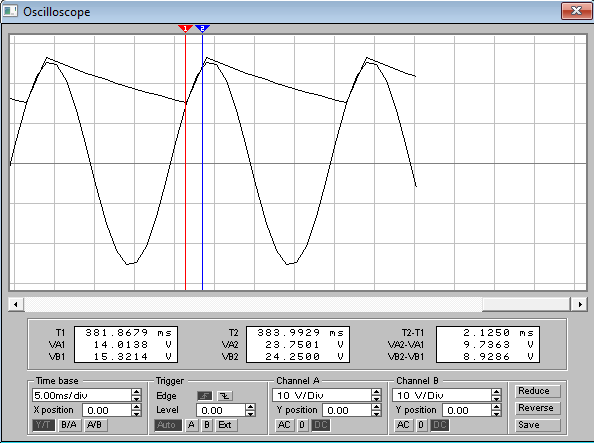 Oscilloscope
1 2
T1 381.8679 ms T2 383.9929 ms T2-T1 2.1250 ms
VA1 14.0138 V VA2 23.7501 V VA2-VA1 9.7363 V
VB1 15.3214 V VB2 24.2500 V VB2-VB1 8.9286 V
Time base Trigger Channel A Channel B
5.00ms/div Edge 10 V/Div 10 V/Div Reduce
X position 0.00 Level 0.00 Y position 0.00 Y position 0.00 Reverse
Y/T B/A A/B Auto A B Ext AC 0 DC AC 0 DC Save